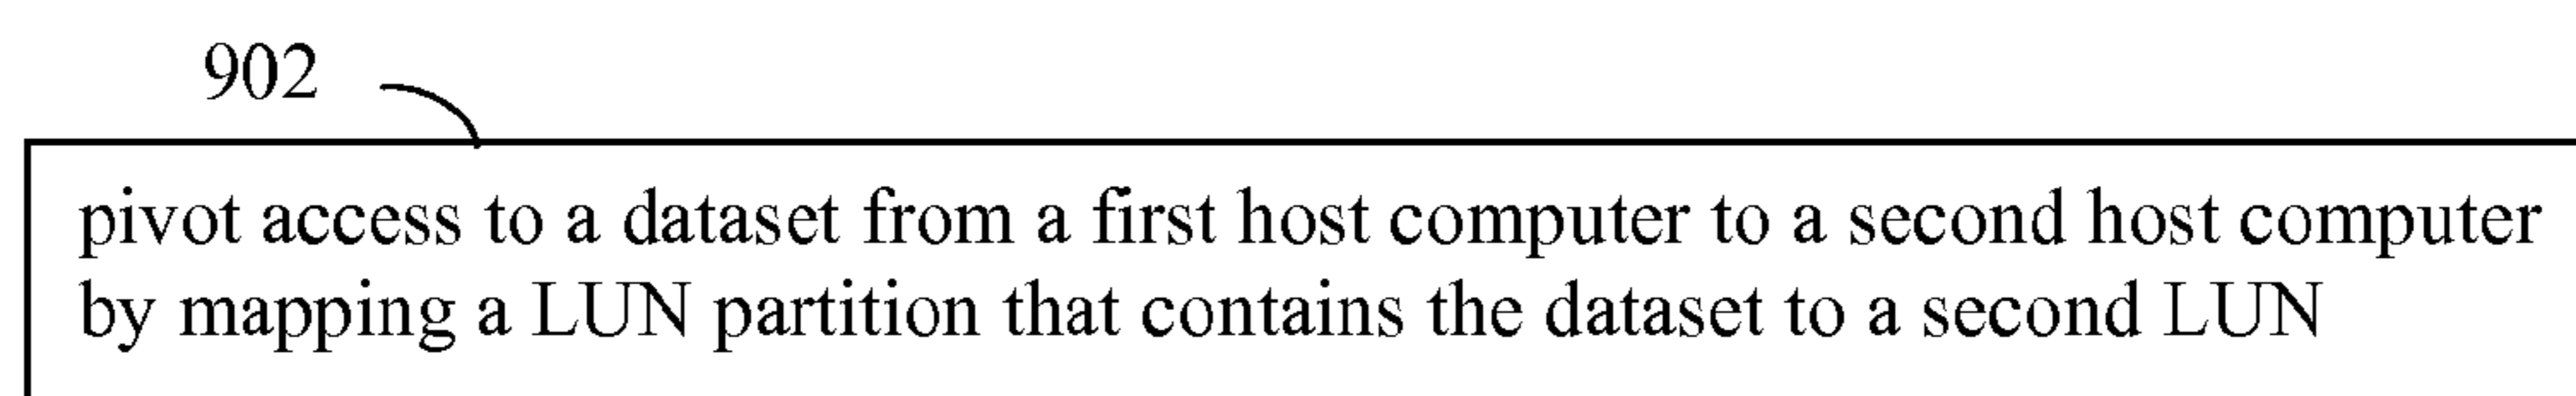 902
pivot access to a dataset from a first host computer to a second host computer
by mapping a LUN partition that contains the dataset to a second LUN